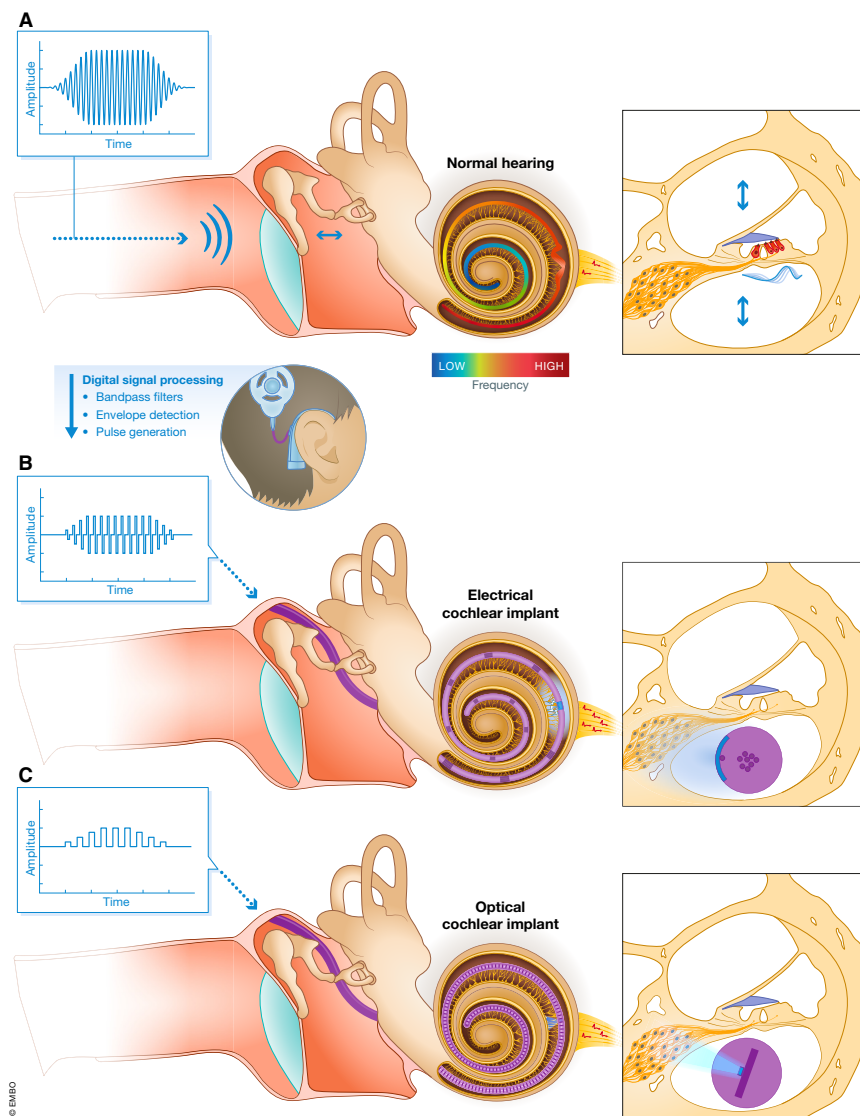 A
Amplitude
Time
Normal hearing
LOW HIGH
Frequency
Digital signal processing
• Bandpass filters
• Envelope detection
• Pulse generation
B
Amplitude
Time
Electrical
cochlear implant
C
Amplitude
Time
Optical
cochlear implant
© EMBO